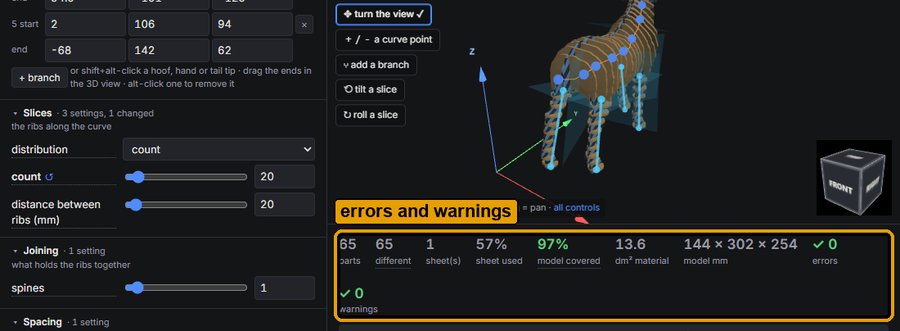 5 start 2 106 94 ×
end -68 142 62
+ branch
or shift+alt-click a hoof, hand or tail tip · drag the ends in
the 3D view · alt-click one to remove it
Slices · 3 settings, 1 changed
the ribs along the curve
distribution count
count 20
distance between
ribs (mm)
20
Joining · 1 setting
what holds the ribs together
spines 1
Spacing · 1 setting
turn the view ✓
+ / - a curve point
add a branch
tilt a slice
roll a slice
Z
Y
FRONT
= pan · all controls
errors and warnings
65 65 1 57% 97% 13.6 144 × 302 × 254 ✓ 0
parts different sheet(s) sheet used model covered dm² material model mm errors
✓ 0
warnings